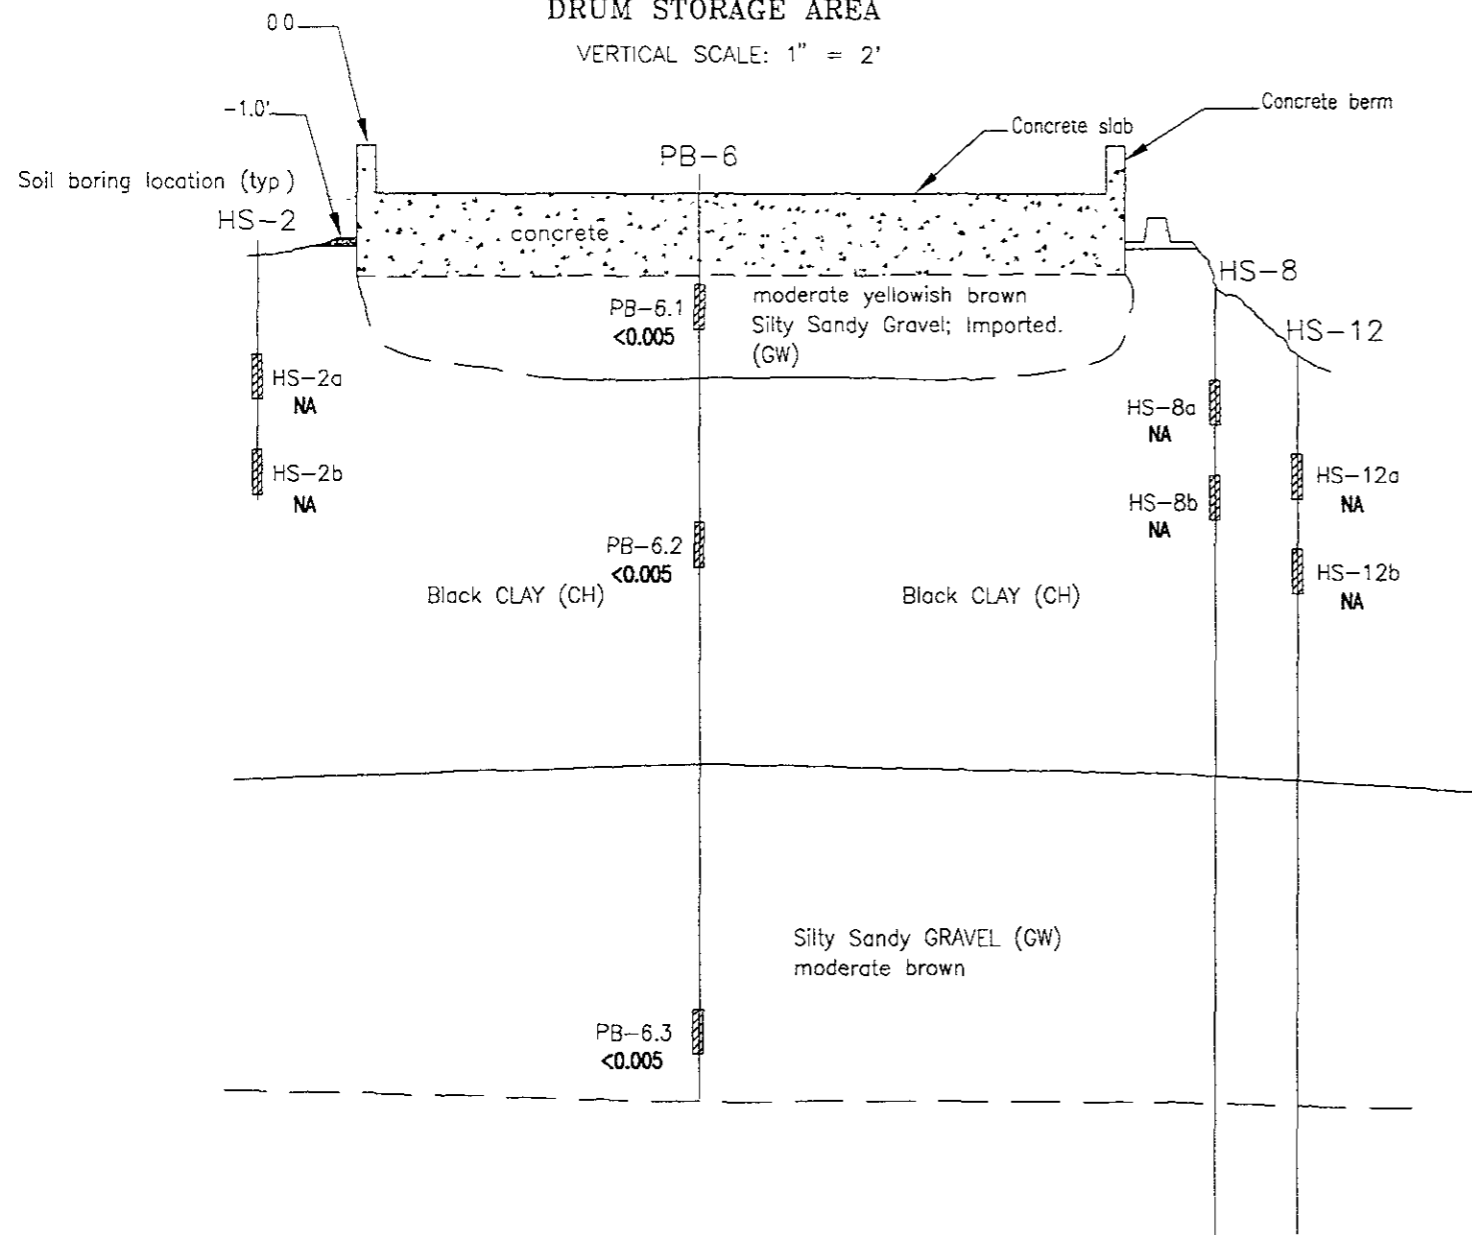 DRUM STORAGE AREA
VERTICAL SCALE: 1" = 2'
0 0
-1.0'
Concrete berm
Concrete slab
PB-6
Soil boring location (typ)
HS-2
concrete
HS-8
moderate yellowish brown
Silty Sandy Gravel; Imported.
(GW)
PB-6.1
<0.005
HS-12
HS-2a
NA
HS-8a
NA
HS-2b
NA
HS-12a
NA
HS-8b
NA
PB-6.2
<0.005
HS-12b
NA
Black CLAY (CH)
Black CLAY (CH)
Silty Sandy GRAVEL (GW)
moderate brown
PB-6.3
<0.005